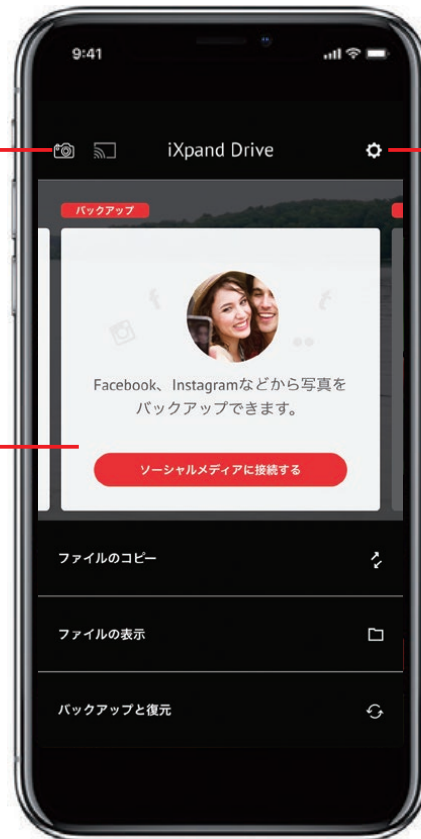 9:41
iXpand Drive
バックアップ
Facebook、Instagramなどから写真を
バックアップできます。
ソーシャルメディアに接続する
ファイルのコピー
ファイルの表示
バックアップと復元